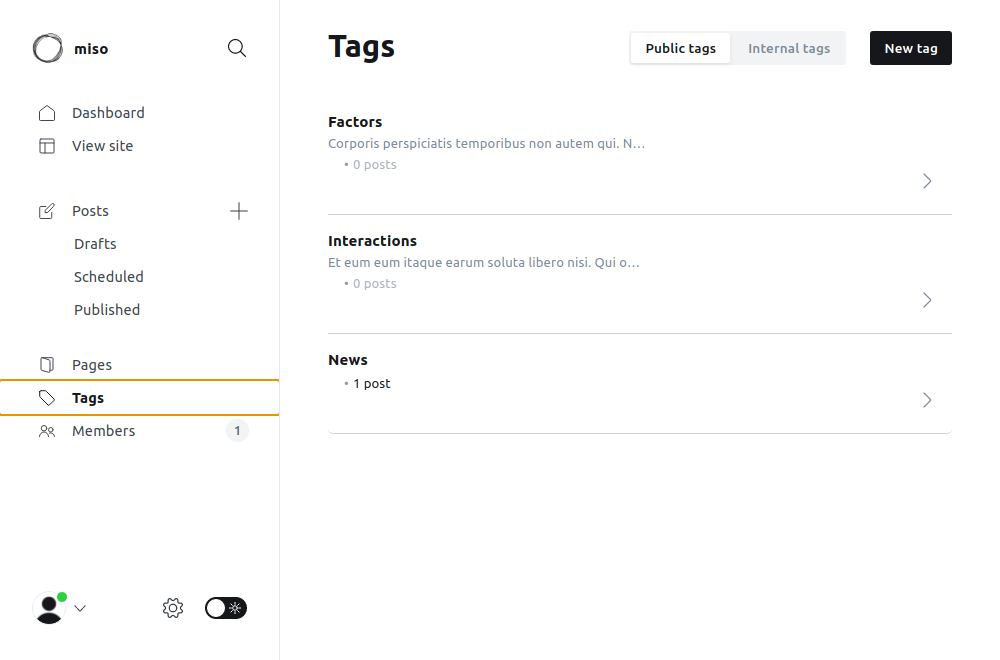 miso
Dashboard
View site
Posts
Drafts
Scheduled
Published
Pages
Tags
Members
1
Tags
Public tags
Internal tags
New tag
Factors
Corporis perspiciatis temporibus non autem qui. N…
• 0 posts
Interactions
Et eum eum itaque earum soluta libero nisi. Qui o…
• 0 posts
News
• 1 post